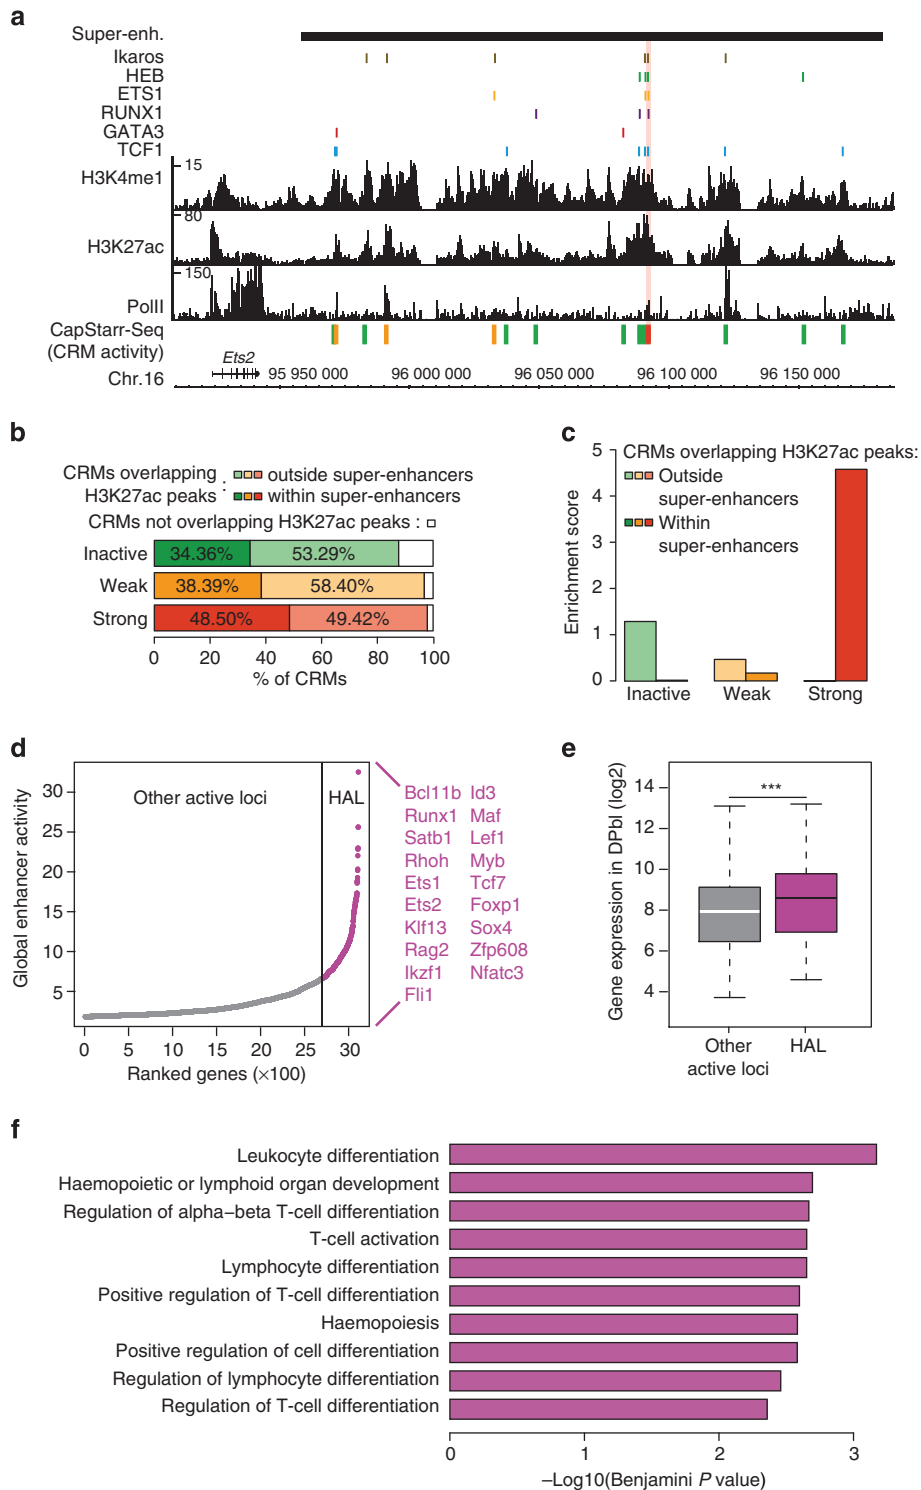 a
Super-enh.
Ikaros
HEB
ETS1
RUNX1
GATA3
TCF1
15
H3K4me1
80
H3K27ac
150
PolII
CapStarr-Seq
(CRM activity)
Ets2
Chr.16
95 950 000 96 000 000 96 050 000 96 100 000 96 150 000
b
CRMs overlapping H3K27ac peaks :
outside super-enhancers
within super-enhancers
CRMs not overlapping H3K27ac peaks :
Inactive 34.36% 53.29%
Weak 38.39% 58.40%
Strong 48.50% 49.42%
0 20 40 60 80 100
% of CRMs
c
CRMs overlapping H3K27ac peaks:
Outside
super-enhancers
Within
super-enhancers
Enrichment score
5
4
3
2
1
0
Inactive Weak Strong
d
Global enhancer activity
30
25
20
15
10
5
Other active loci HAL
0 5 10 15 20 25 30
Ranked genes (×100)
Bcl11b Id3
Runx1 Maf
Satb1 Lef1
Rhoh Myb
Ets1 Tcf7
Ets2 Foxp1
Klf13 Sox4
Rag2 Zfp608
Ikzf1 Nfatc3
Fli1
e
Gene expression in DPbl (log2)
14
12
10
8
6
4
***
Other
active loci
HAL
f
Leukocyte differentiation
Haemopoietic or lymphoid organ development
Regulation of alpha−beta T-cell differentiation
T-cell activation
Lymphocyte differentiation
Positive regulation of T-cell differentiation
Haemopoiesis
Positive regulation of cell differentiation
Regulation of lymphocyte differentiation
Regulation of T-cell differentiation
0 1 2 3
−Log10(Benjamini P value)